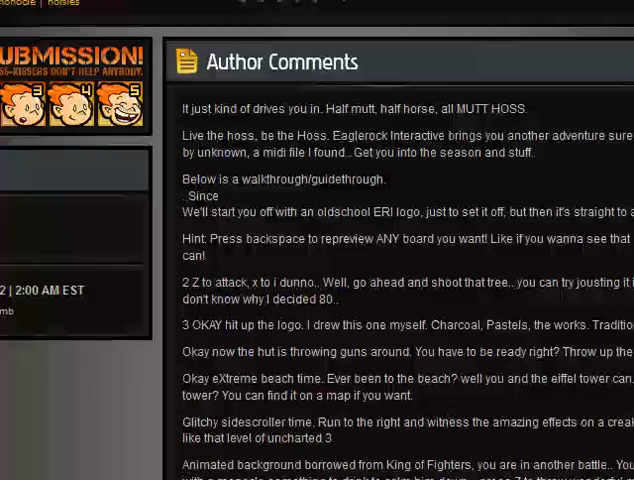 monocle | noisies
UBMISSION!
SS-KISSERS DON'T HELP ANYBODY.
3 4 5
Author Comments
It just kind of drives you in. Half mutt, half horse, all MUTT HOSS.
Live the hoss, be the Hoss. Eaglerock Interactive brings you another adventure sure
by unknown, a midi file I found.. Get you into the season and stuff.
Below is a walkthrough/guidethrough.
..Since
We'll start you off with an oldschool ERI logo, just to set it off, but then it's straight to a
Hint: Press backspace to repreview ANY board you want! Like if you wanna see that
can!
2 | 2:00 AM EST
2 Z to attack, x to i dunno.. Well, go ahead and shoot that tree...you can try jousting it i
don't know why I decided 80..
mb
3 OKAY hit up the logo. I drew this one myself. Charcoal, Pastels, the works. Traditio
Okay now the hut is throwing guns around. You have to be ready right? Throw up the
Okay eXtreme beach time. Ever been to the beach? well you and the eiffel tower can.
tower? You can find it on a map if you want.
Glitchy sidescroller time. Run to the right and witness the amazing effects on a creak
like that level of uncharted 3
Animated background borrowed from King of Fighters, you are in another battle.. You